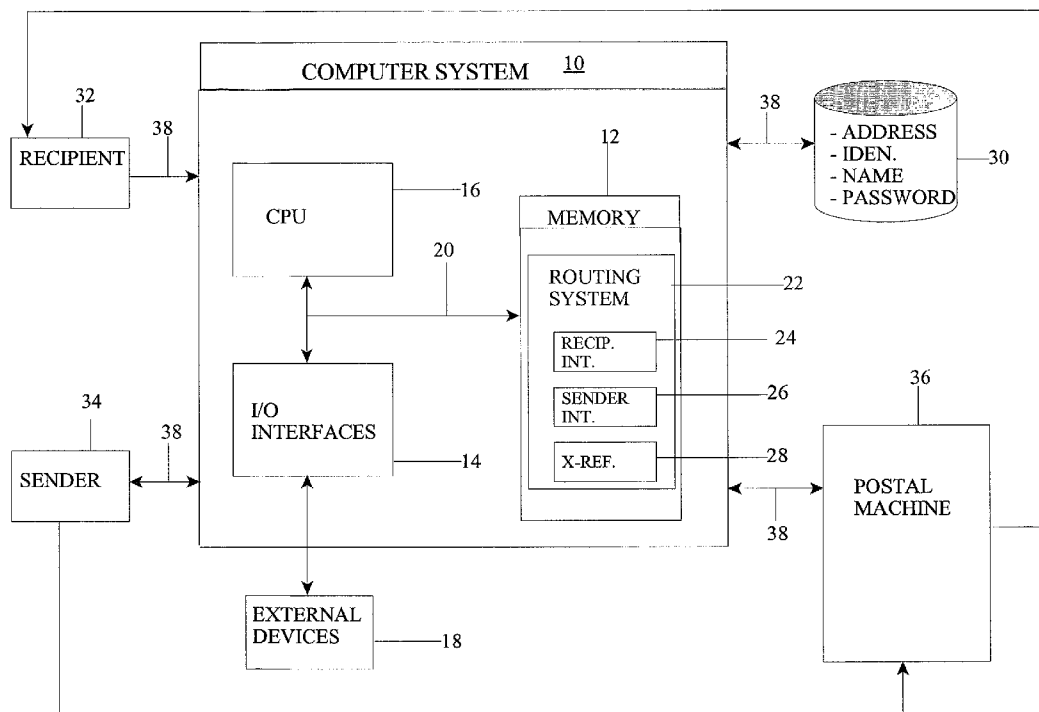 COMPUTER SYSTEM 10
32
RECIPIENT
38
CPU
16
20
12
MEMORY
ROUTING
SYSTEM
22
RECIP.
INT.
24
SENDER
INT.
26
X-REF.
28
38
- ADDRESS
- IDEN.
- NAME
- PASSWORD
30
34
SENDER
38
I/O
INTERFACES
14
EXTERNAL
DEVICES
18
38
36
POSTAL
MACHINE